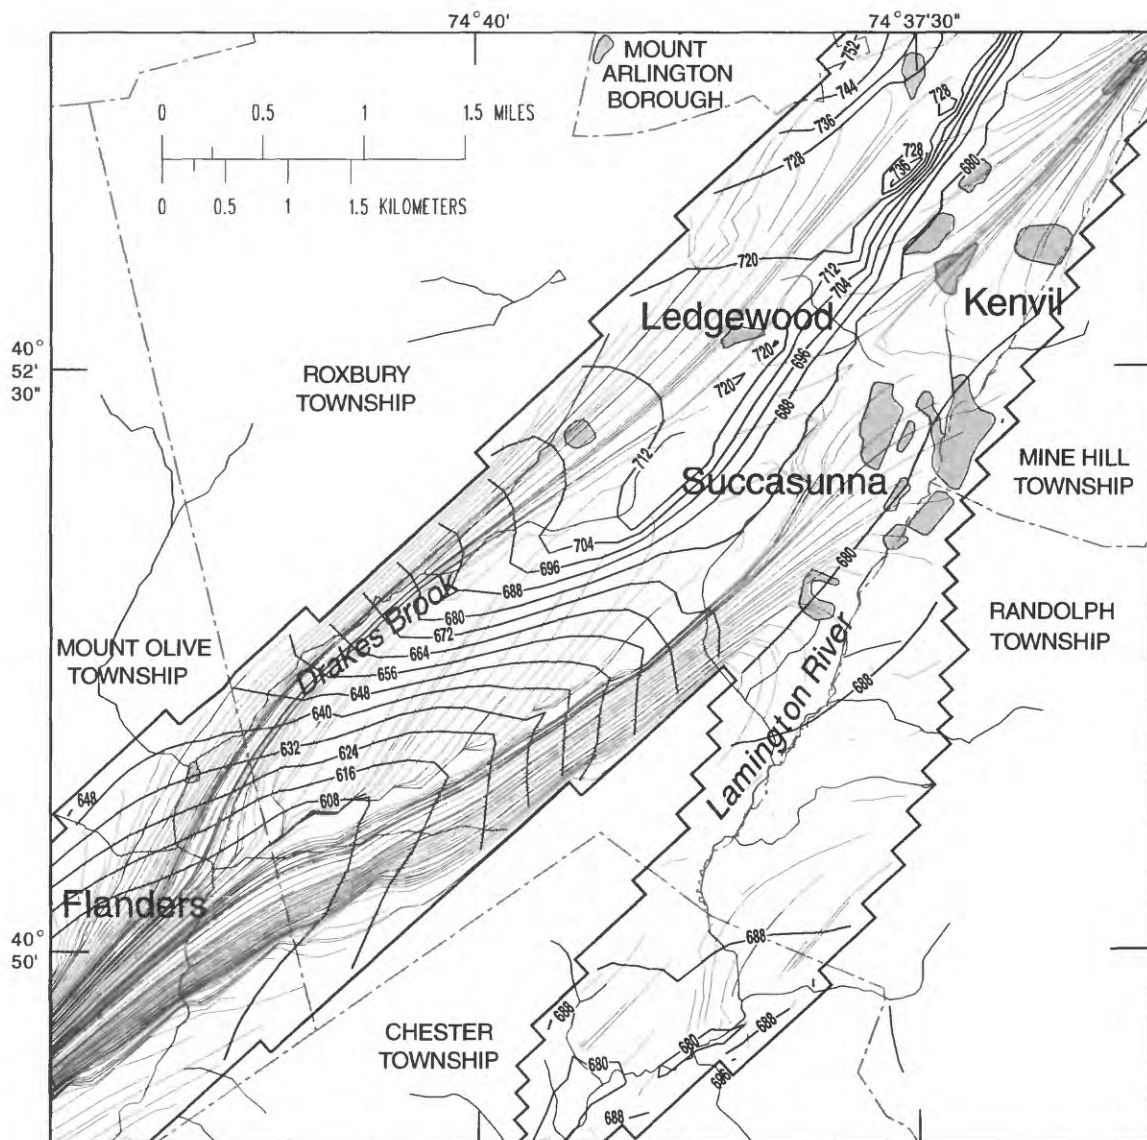 74°40'
74°37'30"
MOUNT
ARLINGTON
BOROUGH
752
744
736
728
728
728
736
680
0 0.5 1 1.5 MILES
0 0.5 1 1.5 KILOMETERS
720
712
704
Ledgewood
Kenvil
720
696
720
688
40°
52'
30"
ROXBURY
TOWNSHIP
712
Succasunna
MINE HILL
TOWNSHIP
704
696
688
680
680
672
664
656
648
640
632
624
616
608
Drakes Brook
MOUNT OLIVE
TOWNSHIP
RANDOLPH
TOWNSHIP
688
Lamington River
648
Flanders
40°
50'
688
688
688
CHESTER
TOWNSHIP
680
680
696
688